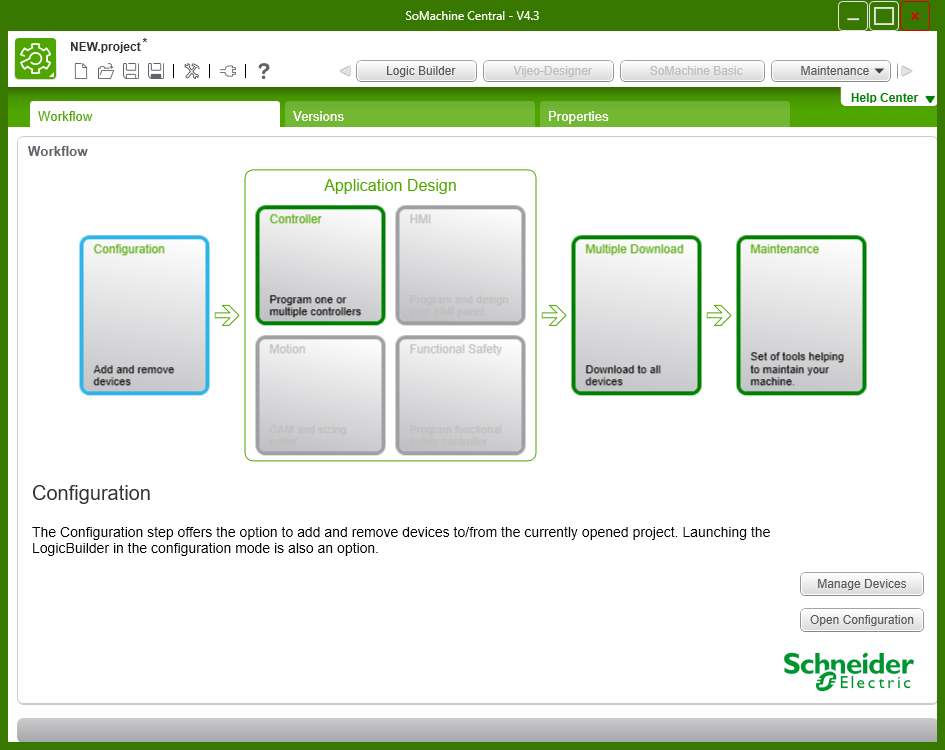 SoMachine Central - V4.3
NEW.project*
?
Logic Builder
Vijeo-Designer
SoMachine Basic
Maintenance
Help Center
Workflow
Versions
Properties
Workflow
Application Design
Configuration
Add and remove
devices
Controller
Program one or
multiple controllers
HMI
Program and design
your HMI panel.
Motion
CAM and sizing
editor
Functional Safety
Program functional
safety controller
Multiple Download
Download to all
devices
Maintenance
Set of tools helping
to maintain your
machine.
Configuration
The Configuration step offers the option to add and remove devices to/from the currently opened project. Launching the
LogicBuilder in the configuration mode is also an option.
Manage Devices
Open Configuration
Schneider
Electric